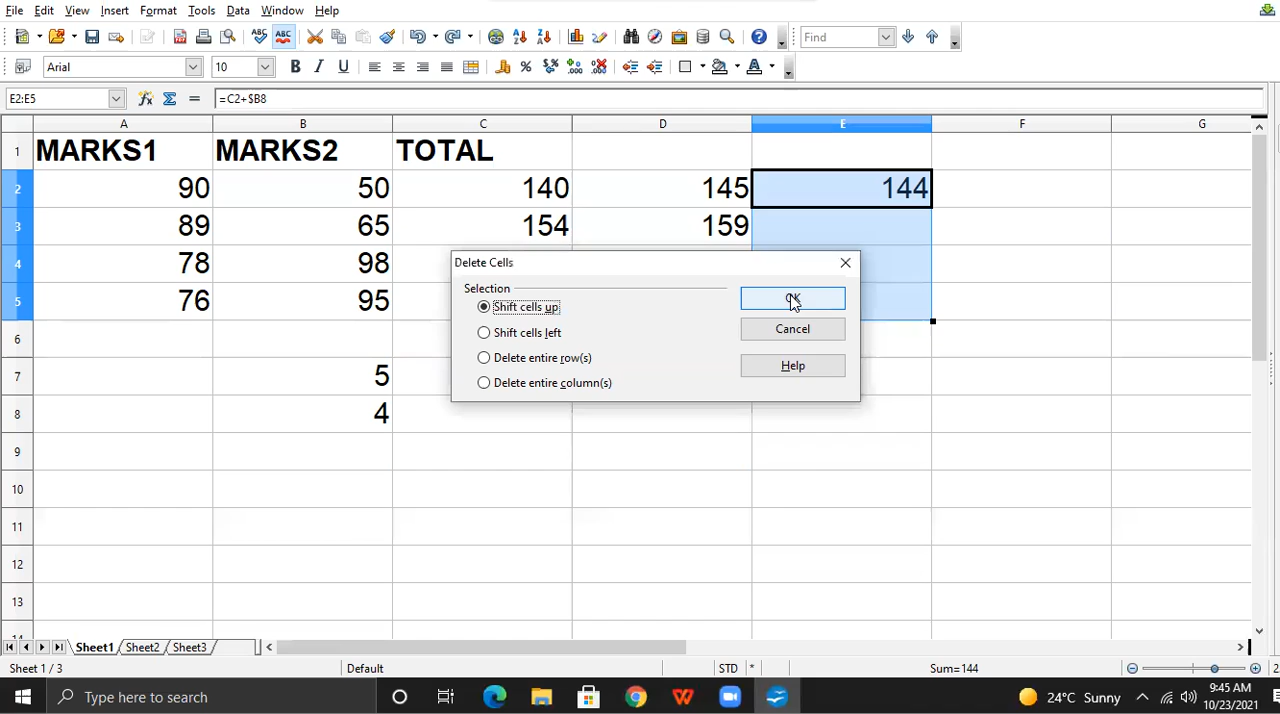 File Edit View Insert Format Tools Data Window Help
Find
Arial 10
E2:E5 =C2+$B8
A B C D E F G
1 MARKS1 MARKS2 TOTAL
2 90 50 140 145 144
3 89 65 154 159
4 78 98
5 76 95
6
7 5
8 4
9
10
11
12
13
Delete Cells
Selection
Shift cells up
Shift cells left
Delete entire row(s)
Delete entire column(s)
OK
Cancel
Help
Sheet1 Sheet2 Sheet3
Sheet 1 / 3 Default STD * Sum=144
Type here to search
24°C Sunny
9:45 AM
10/23/2021